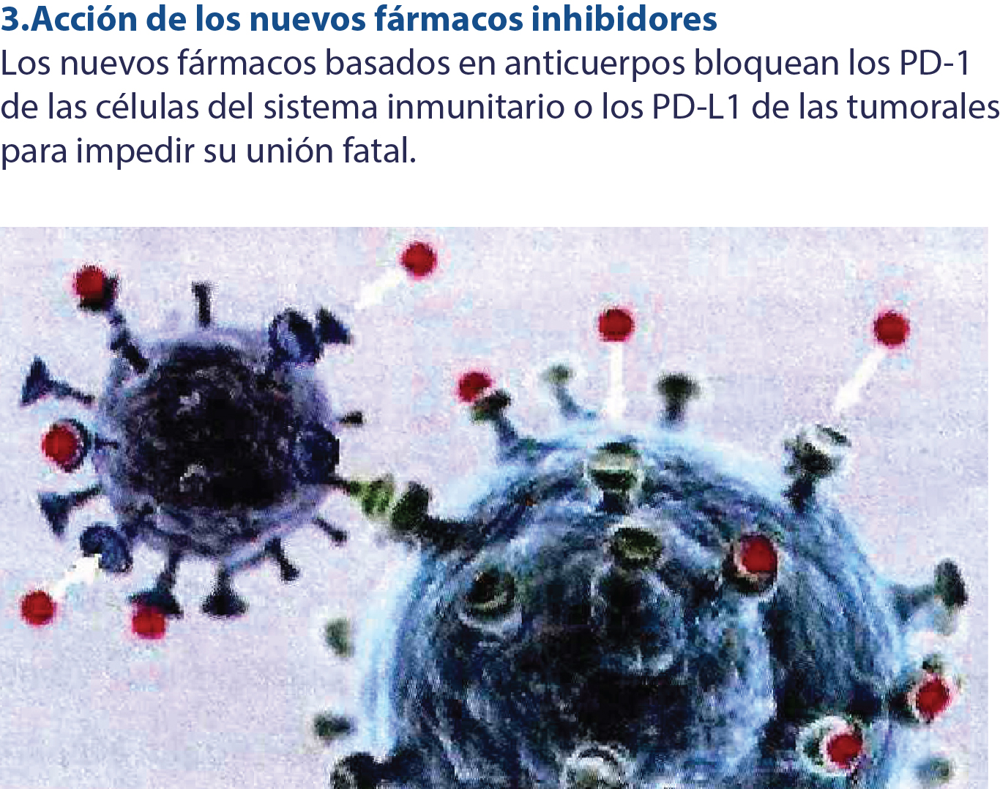 3.Acción de los nuevos fármacos inhibidores
Los nuevos fármacos basados en anticuerpos bloquean los PD-1
de las células del sistema inmunitario o los PD-L1 de las tumorales
para impedir su unión fatal.